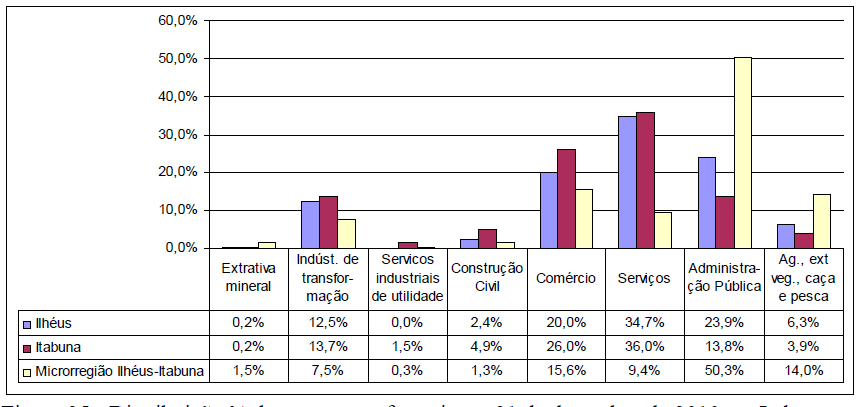 60,0%
50,0%
40,0%
30,0%
20,0%
10,0%
0,0%
Extrativa mineral
Indúst. de transfor-mação
Servicos industriais de utilidade
Construção Civil
Comércio
Serviços
Administra-ção Pública
Ag., ext veg., caça e pesca
Ilhéus 0,2% 12,5% 0,0% 2,4% 20,0% 34,7% 23,9% 6,3%
Itabuna 0,2% 13,7% 1,5% 4,9% 26,0% 36,0% 13,8% 3,9%
Microrregião Ilhéus-Itabuna 1,5% 7,5% 0,3% 1,3% 15,6% 9,4% 50,3% 14,0%